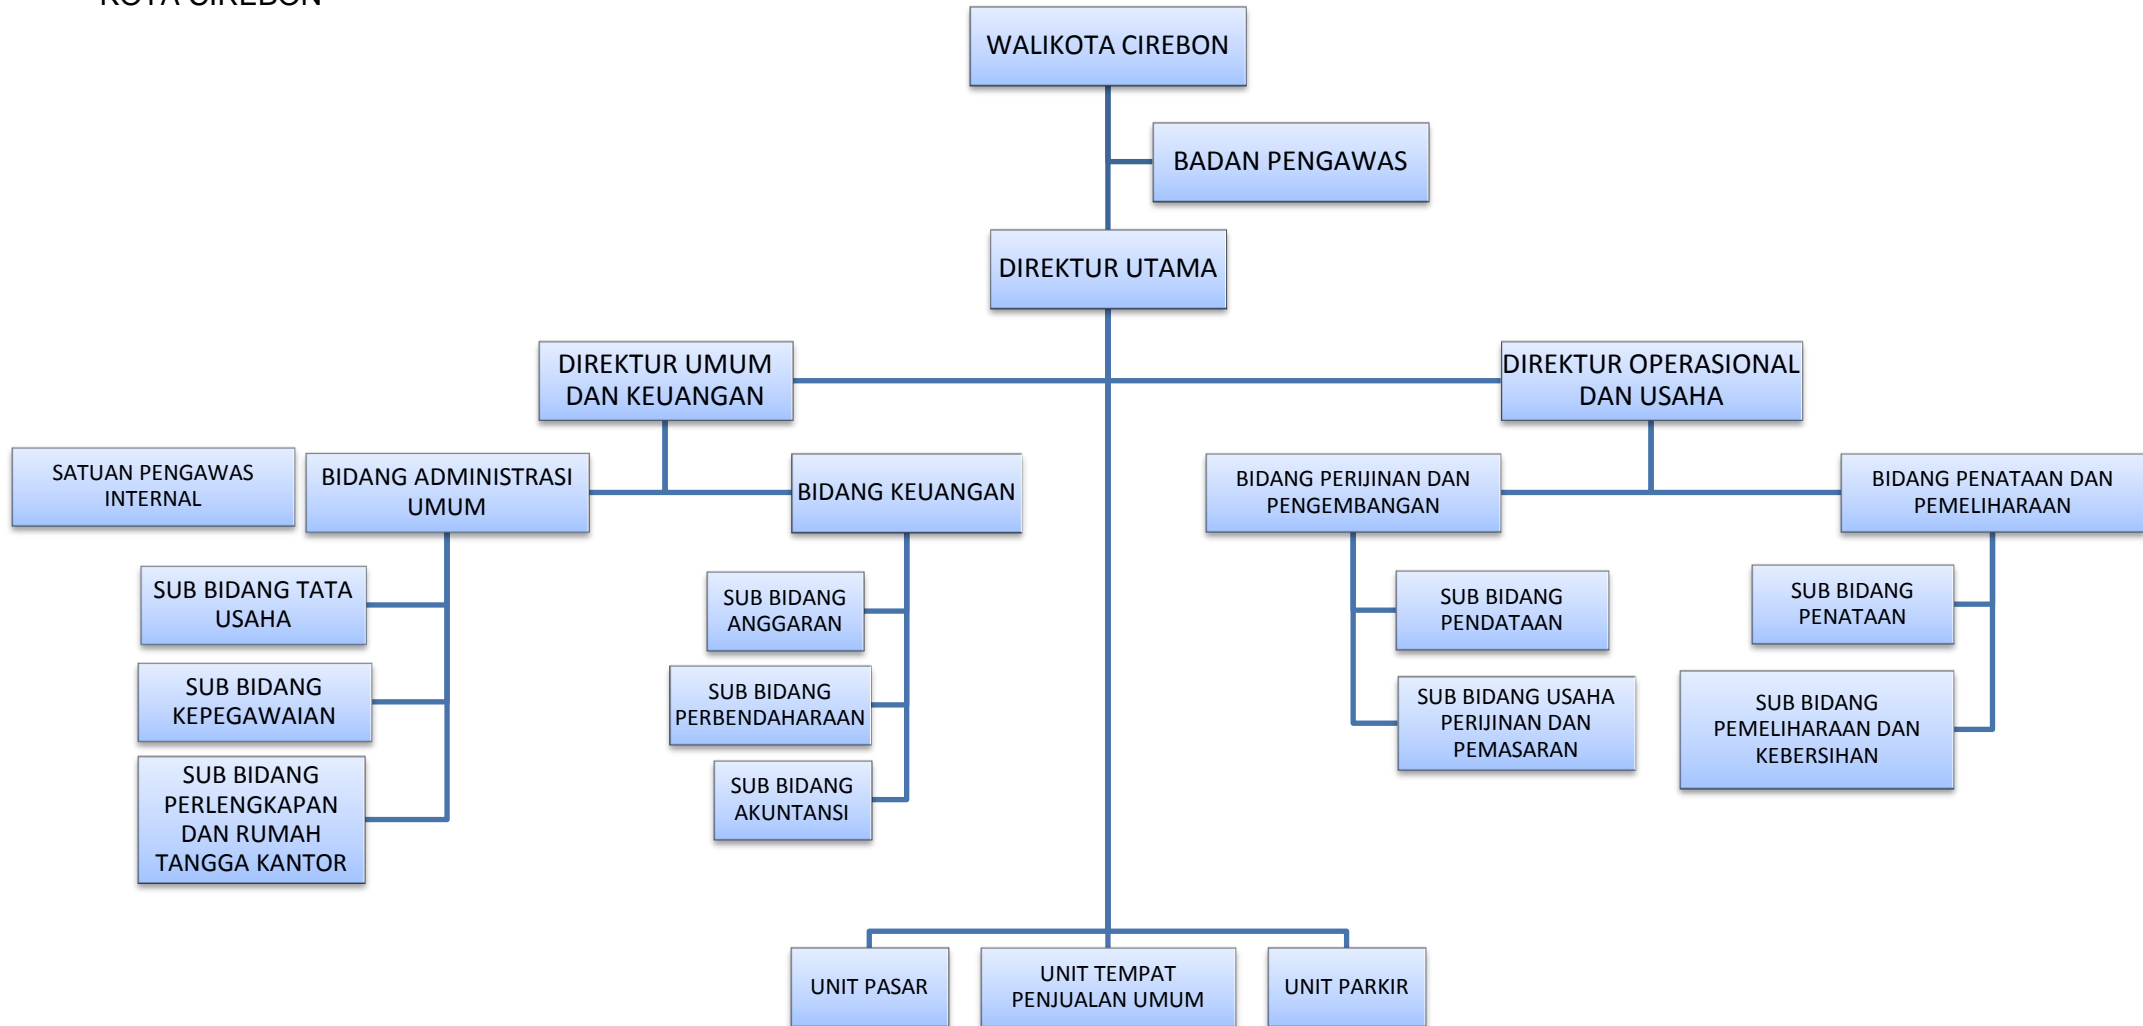 KOTA CIREBON
WALIKOTA CIREBON
BADAN PENGAWAS
DIREKTUR UTAMA
DIREKTUR UMUM
DAN KEUANGAN
DIREKTUR OPERASIONAL
DAN USAHA
SATUAN PENGAWAS
INTERNAL
BIDANG ADMINISTRASI
UMUM
BIDANG KEUANGAN
BIDANG PERIJINAN DAN
PENGEMBANGAN
BIDANG PENATAAN DAN
PEMELIHARAAN
SUB BIDANG TATA
USAHA
SUB BIDANG
KEPEGAWAIAN
SUB BIDANG
PERLENGKAPAN
DAN RUMAH
TANGGA KANTOR
SUB BIDANG
ANGGARAN
SUB BIDANG
PERBENDAHARAAN
SUB BIDANG
AKUNTANSI
SUB BIDANG
PENDATAAN
SUB BIDANG USAHA
PERIJINAN DAN
PEMASARAN
SUB BIDANG
PENATAAN
SUB BIDANG
PEMELIHARAAN DAN
KEBERSIHAN
UNIT PASAR
UNIT TEMPAT
PENJUALAN UMUM
UNIT PARKIR